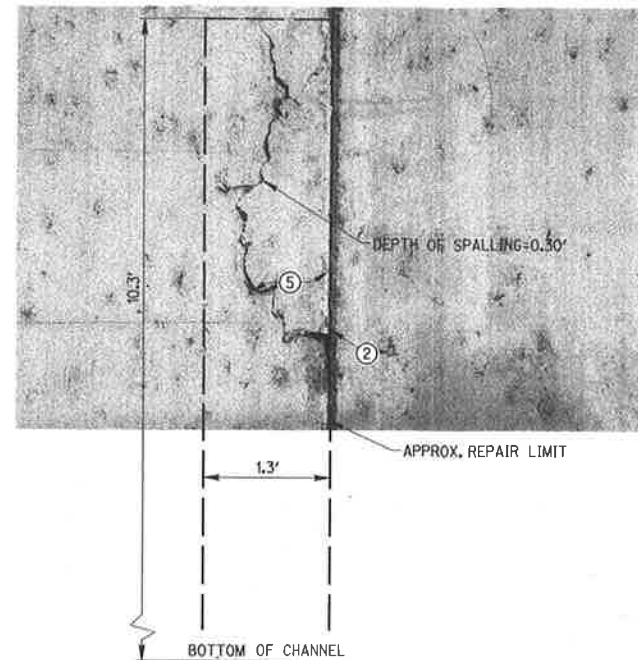 DEPTH OF SPALLING=0.30'
10.3'
5
2
APPROX. REPAIR LIMIT
1.3'
BOTTOM OF CHANNEL